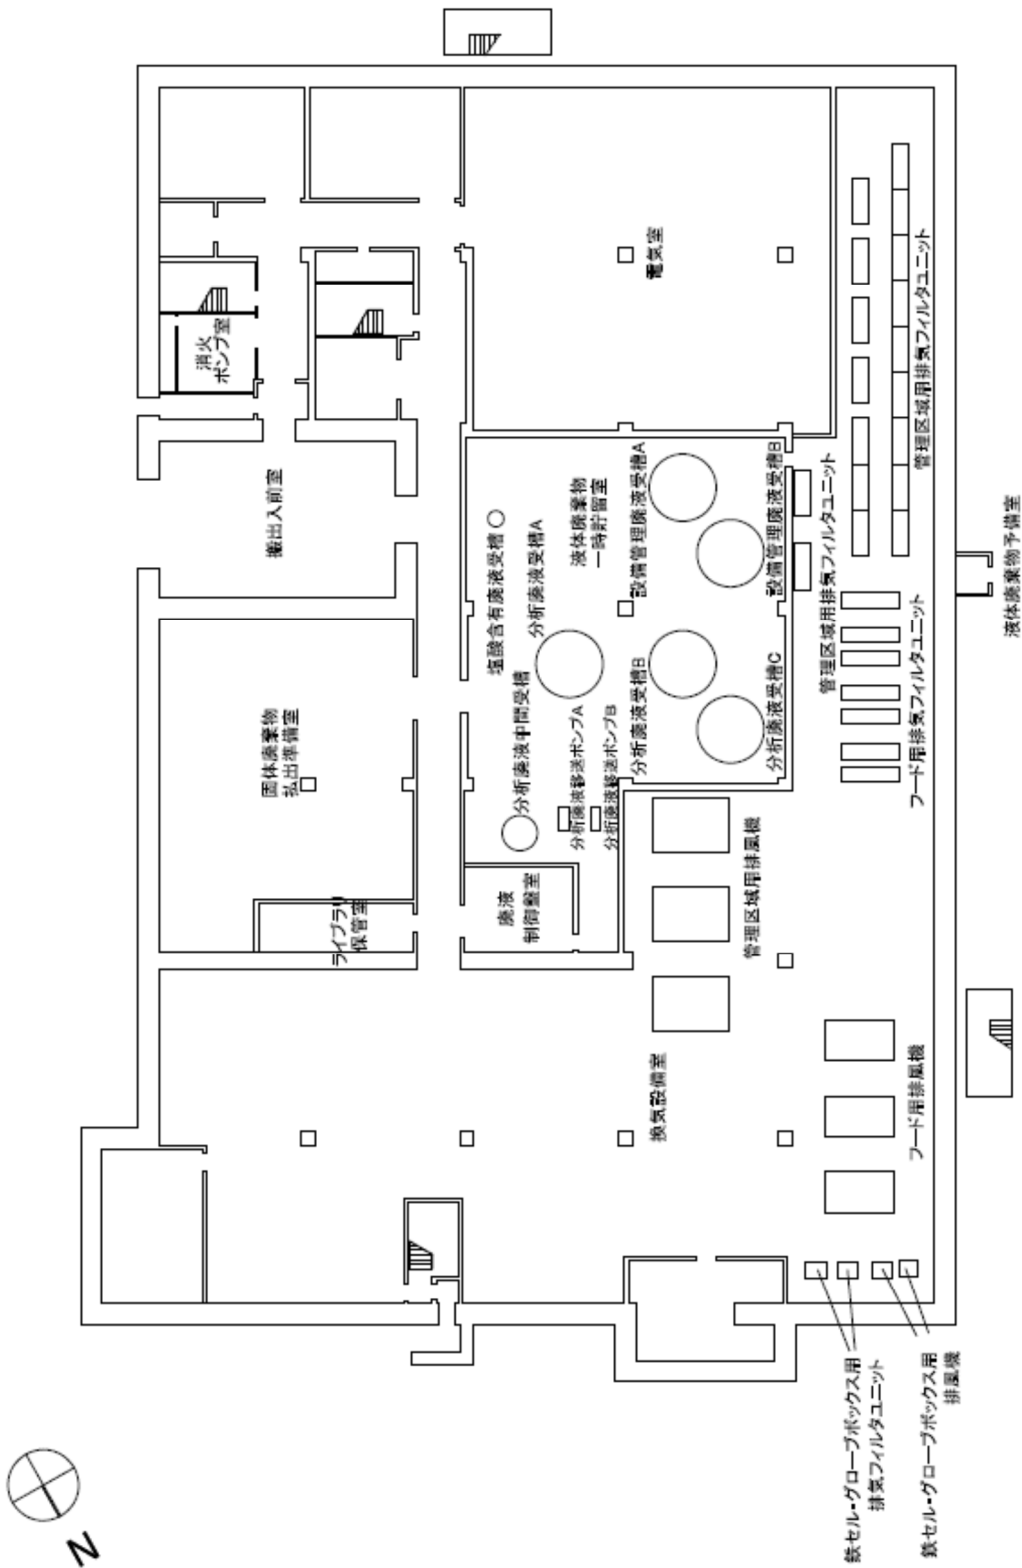 消火
ポンプ室
電気室
搬出入前室
管理区域用排気フィルタユニット
塩酸含有廃液受槽
分析廃液受槽A
液体廃棄物
一時貯留室
設備管理廃液受槽A
設備管理廃液受槽B
管理区域用排気フィルタユニット
液体廃棄物予備室
固体廃棄物
払出準備室
分析廃液中間受槽
分析廃液移送ポンプA
分析廃液移送ポンプB
分析廃液受槽B
分析廃液受槽C
フード用排気フィルタユニット
ライブラリ
保管室
廃液
制御盤室
管理区域用排風機
換気設備室
フード用排風機
鉄セル・グローブボックス用
排気フィルタユニット
鉄セル・グローブボックス用
排風機
N